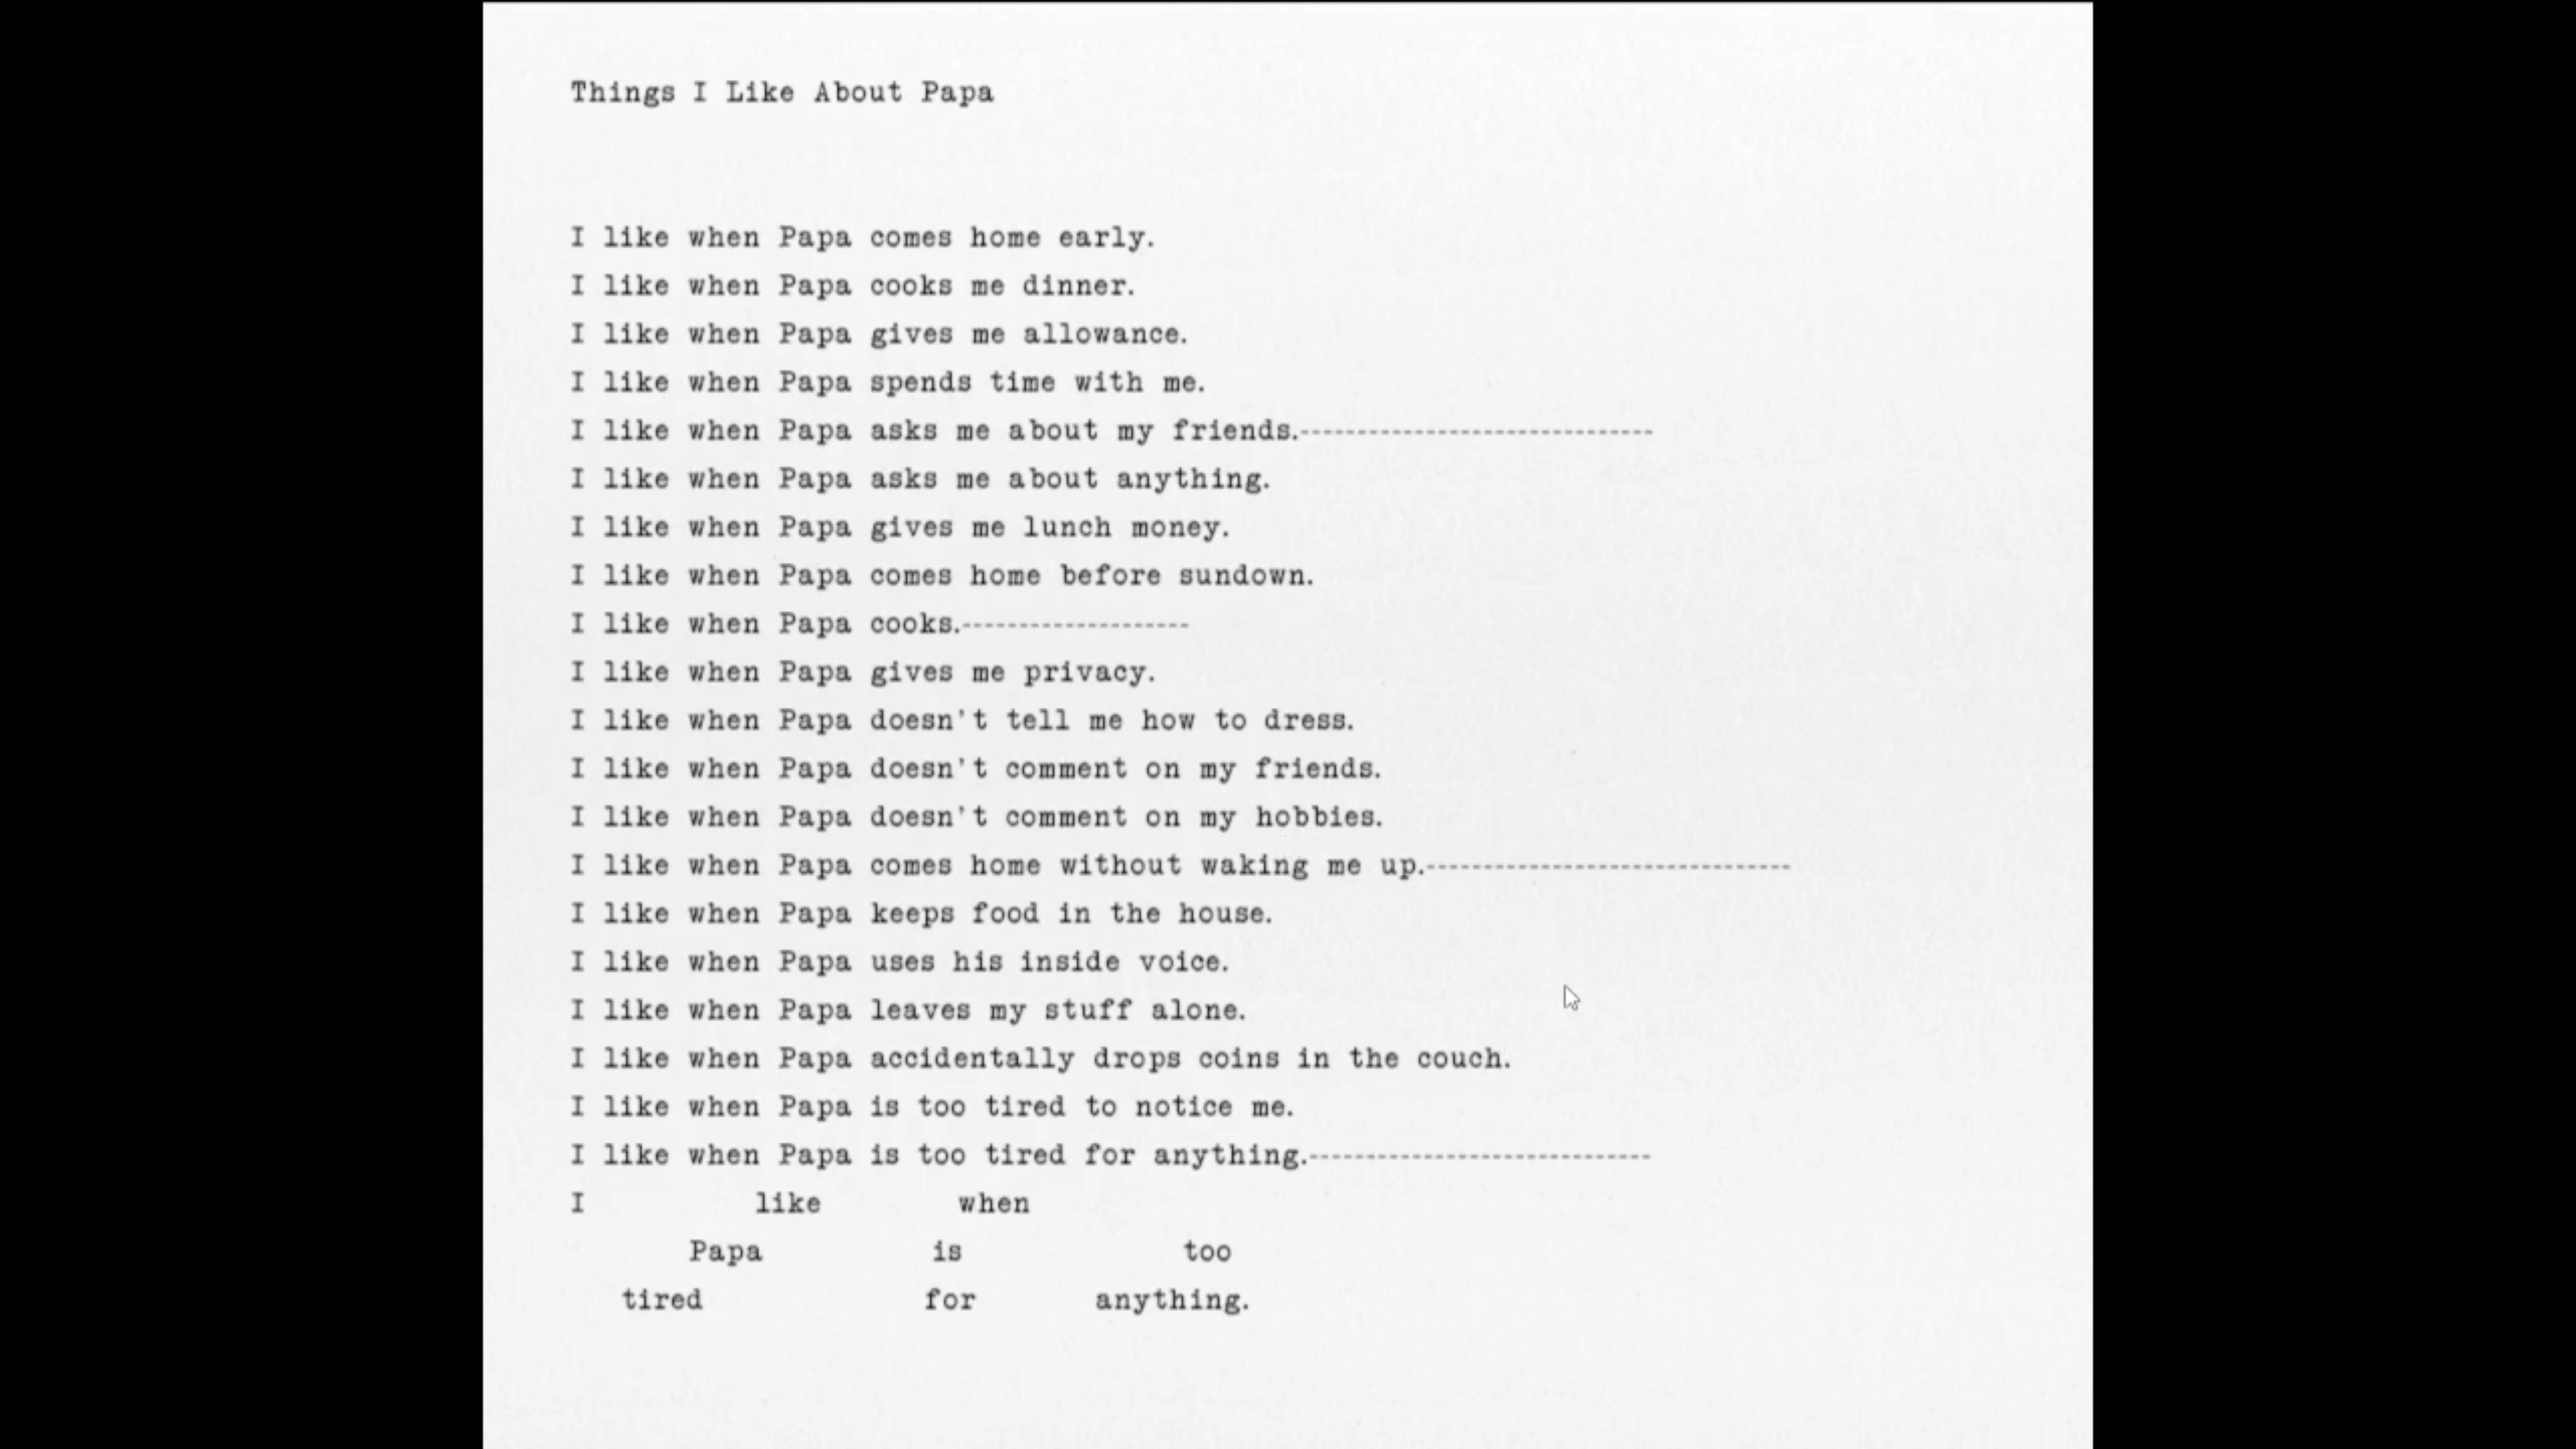 Things I Like About Papa
I like when Papa comes home early.
I like when Papa cooks me dinner.
I like when Papa gives me allowance.
I like when Papa spends time with me.
I like when Papa asks me about my friends.-------------------------------
I like when Papa asks me about anything.
I like when Papa gives me lunch money.
I like when Papa comes home before sundown.
I like when Papa cooks.--------------------
I like when Papa gives me privacy.
I like when Papa doesn't tell me how to dress.
I like when Papa doesn't comment on my friends.
I like when Papa doesn't comment on my hobbies.
I like when Papa comes home without waking me up.--------------------------------
I like when Papa keeps food in the house.
I like when Papa uses his inside voice.
I like when Papa leaves my stuff alone.
I like when Papa accidentally drops coins in the couch.
I like when Papa is too tired to notice me.
I like when Papa is too tired for anything.------------------------------
I like when
Papa is too
tired for anything.